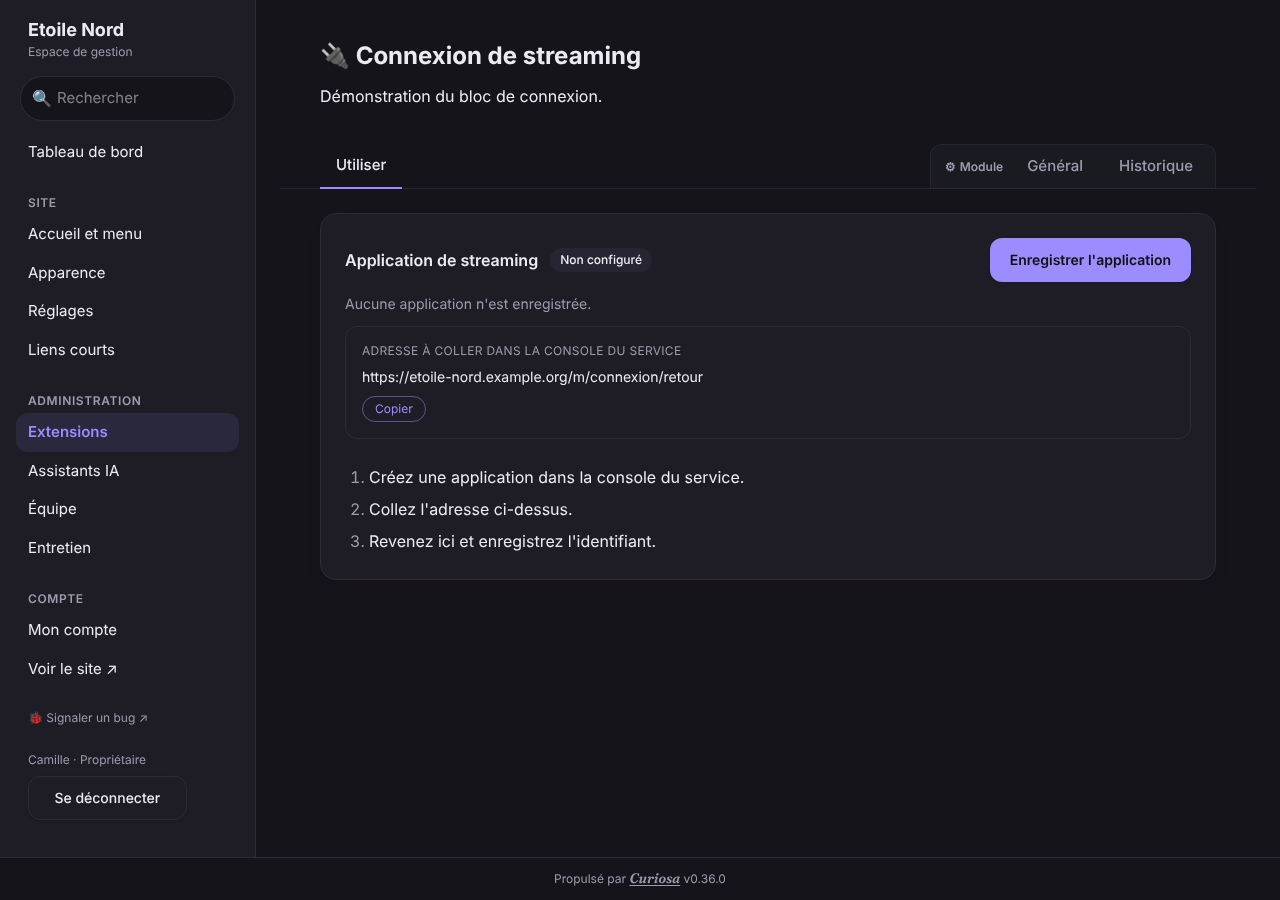 Etoile Nord
Espace de gestion
🔍 Rechercher
Tableau de bord
SITE
Accueil et menu
Apparence
Réglages
Liens courts
ADMINISTRATION
Extensions
Assistants IA
Équipe
Entretien
COMPTE
Mon compte
Voir le site ↗
🐞 Signaler un bug ↗
Camille · Propriétaire
Se déconnecter
🔌 Connexion de streaming
Démonstration du bloc de connexion.
Utiliser
⚙ Module Général Historique
Application de streaming Non configuré
Enregistrer l'application
Aucune application n'est enregistrée.
ADRESSE À COLLER DANS LA CONSOLE DU SERVICE
https://etoile-nord.example.org/m/connexion/retour
Copier
1. Créez une application dans la console du service.
2. Collez l'adresse ci-dessus.
3. Revenez ici et enregistrez l'identifiant.
Propulsé par Curiosa v0.36.0